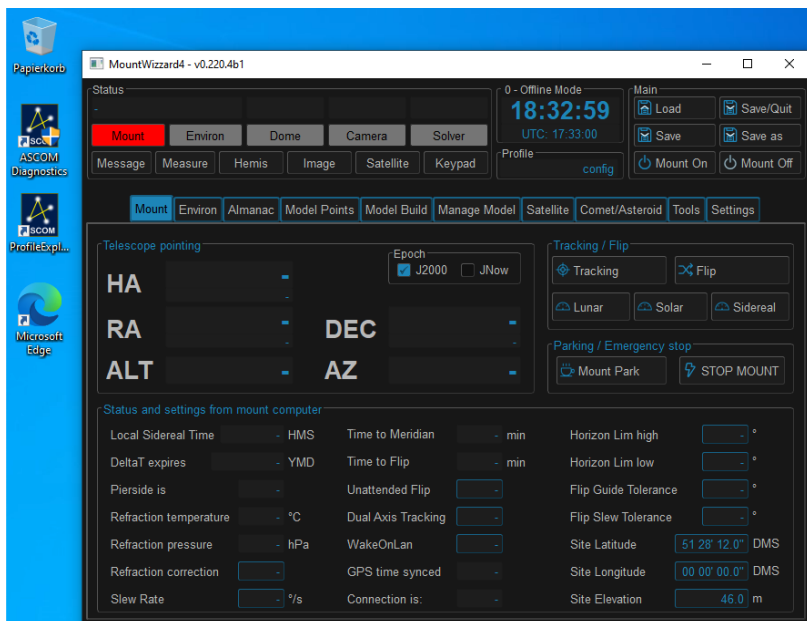 Papierkorb
ASCOM
ASCOM
Diagnostics
ASCOM
ProfileExpl...
Microsoft
Edge
MountWizzard4 - v0.220.4b1
Status
-
Mount Environ Dome Camera Solver
Message Measure Hemis Image Satellite Keypad
0 - Offline Mode
18:32:59
UTC: 17:33:00
Profile
config
Main
Load Save/Quit
Save Save as
Mount On Mount Off
Mount Environ Almanac Model Points Model Build Manage Model Satellite Comet/Asteroid Tools Settings
Telescope pointing
Epoch
J2000 JNow
HA -
-
RA - DEC -
- -
ALT - AZ -
Tracking / Flip
Tracking Flip
Lunar Solar Sidereal
Parking / Emergency stop
Mount Park STOP MOUNT
Status and settings from mount computer
Local Sidereal Time - HMS Time to Meridian - min Horizon Lim high - °
DeltaT expires - YMD Time to Flip - min Horizon Lim low - °
Pierside is - Unattended Flip - Flip Guide Tolerance - °
Refraction temperature - °C Dual Axis Tracking - Flip Slew Tolerance - °
Refraction pressure - hPa WakeOnLan - Site Latitude 51 28' 12.0" DMS
Refraction correction - GPS time synced - Site Longitude 00 00' 00.0" DMS
Slew Rate - °/s Connection is: - Site Elevation 46.0 m